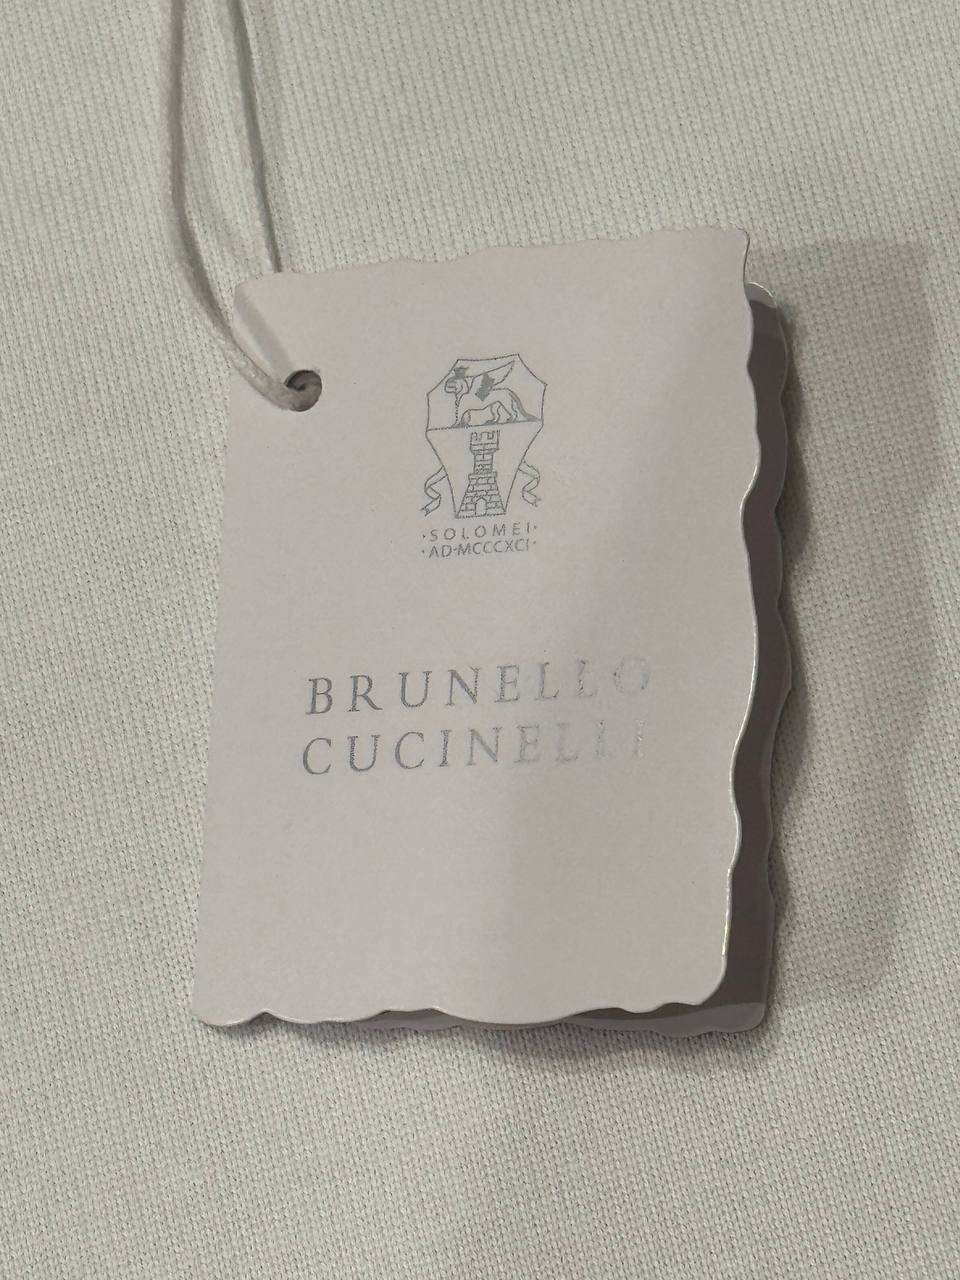 ·SOLOMEI·
·AD·MCCCXCI·
BRUNELLO
CUCINELLI